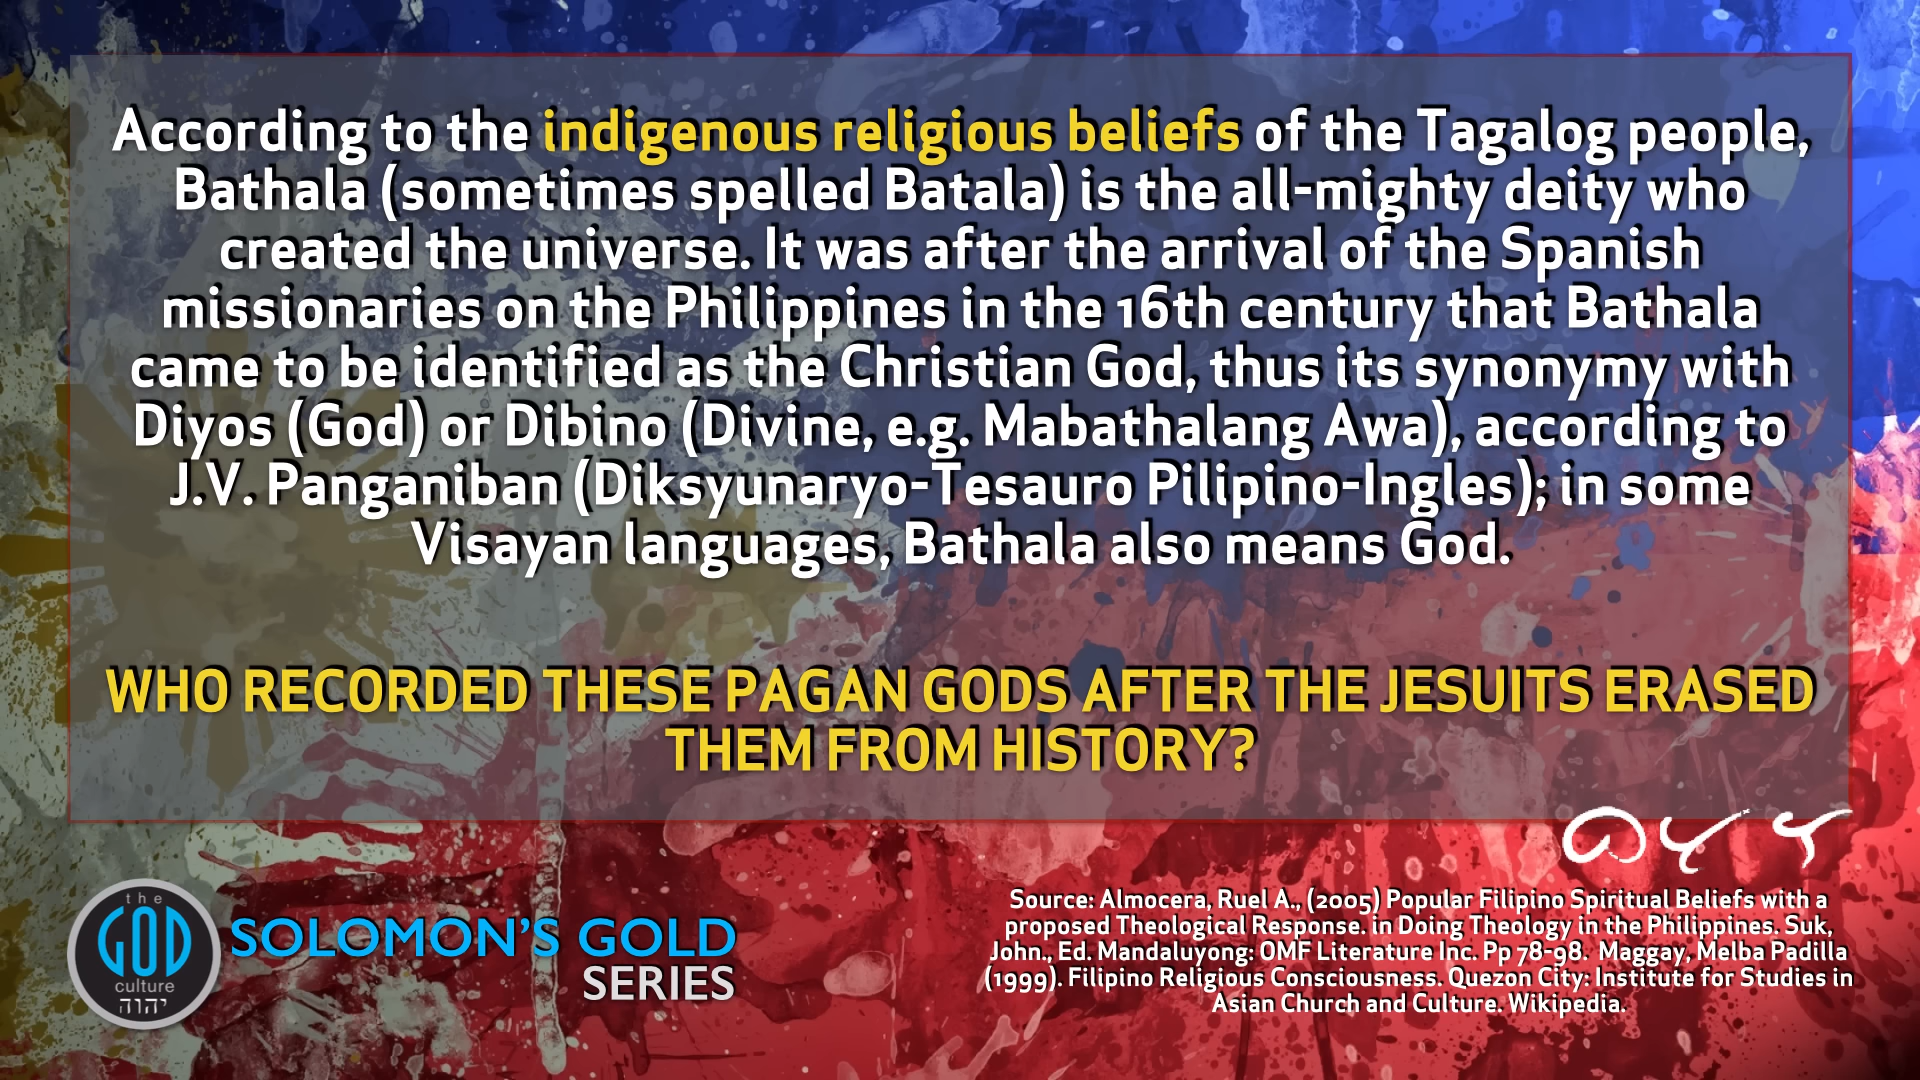 According to the indigenous religious beliefs of the Tagalog people,
Bathala (sometimes spelled Batala) is the all-mighty deity who
created the universe. It was after the arrival of the Spanish
missionaries on the Philippines in the 16th century that Bathala
came to be identified as the Christian God, thus its synonymy with
Diyos (God) or Dibino (Divine, e.g. Mabathalang Awa), according to
J.V. Panganiban (Diksyunaryo-Tesauro Pilipino-Ingles); in some
Visayan languages, Bathala also means God.
WHO RECORDED THESE PAGAN GODS AFTER THE JESUITS ERASED
THEM FROM HISTORY?
the
GOD
culture
יהוה
SOLOMON'S GOLD
SERIES
Source: Almocera, Ruel A., (2005) Popular Filipino Spiritual Beliefs with a
proposed Theological Response. in Doing Theology in the Philippines. Suk,
John., Ed. Mandaluyong: OMF Literature Inc. Pp 78-98. Maggay, Melba Padilla
(1999). Filipino Religious Consciousness. Quezon City: Institute for Studies in
Asian Church and Culture. Wikipedia.